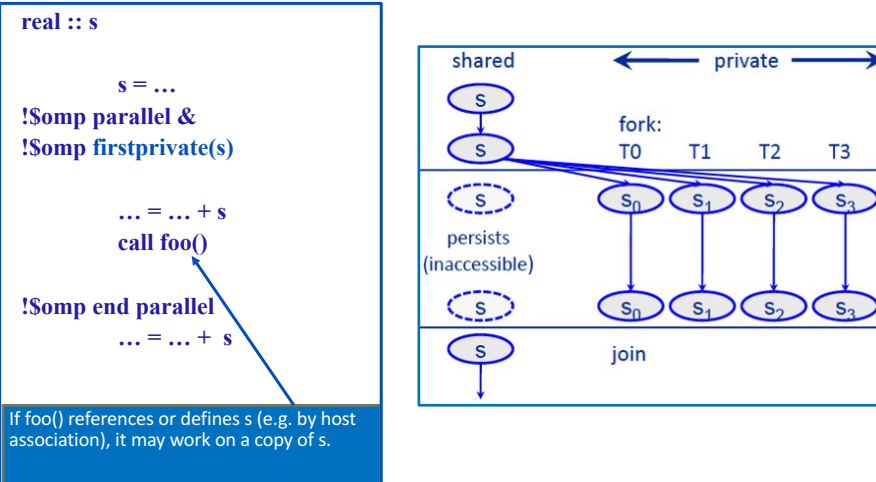 real :: s
s = …
!$omp parallel &
!$omp firstprivate(s)
… = … + s
call foo()
!$omp end parallel
… = … + s
If foo() references or defines s (e.g. by host
association), it may work on a copy of s.
shared private
s
fork:
s T0 T1 T2 T3
s s0 s1 s2 s3
persists
(inaccessible)
s s0 s1 s2 s3
s join